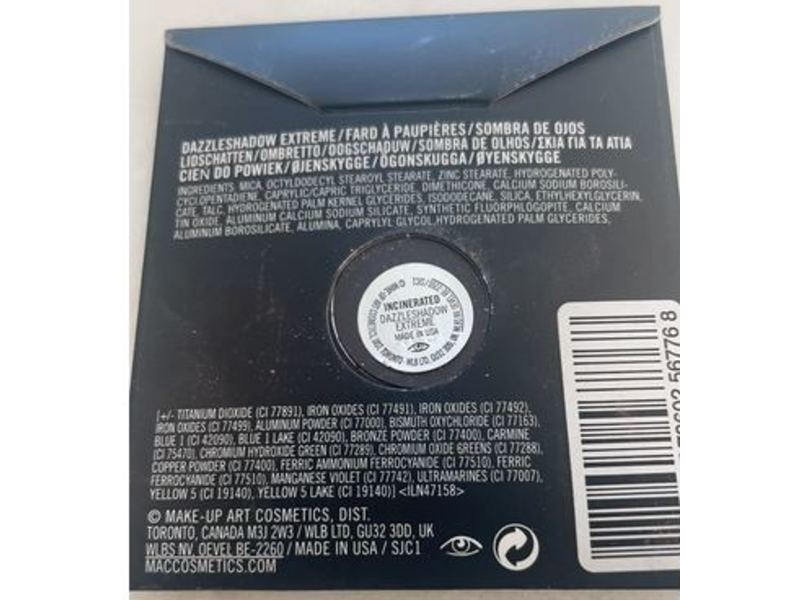 DAZZLESHADOW EXTREME/FARD À PAUPIÈRES/SOMBRA DE OJOS
LIDSCHATTEN/OMBRETTO/OOGSCHADUW/SOMBRA DE OLHOS/ΣΚΙΑ ΓΙΑ ΤΑ ΑΤΙΑ
CIEN DO POWIEK/ØJENSKYGGE/ÖGONSKUGGA/ØYENSKYGGE
INGREDIENTS: MICA, OCTYLDODECYL STEAROYL STEARATE, ZINC STEARATE, HYDROGENATED POLY-
CYCLOPENTADIENE, CAPRYLIC/CAPRIC TRIGLYCERIDE, DIMETHICONE, CALCIUM SODIUM BOROSILI-
CATE, TALC, HYDROGENATED PALM KERNEL GLYCERIDES, ISODODECANE, SILICA, ETHYLHEXYLGLYCERIN,
TIN OXIDE, ALUMINUM CALCIUM SODIUM SILICATE, SYNTHETIC FLUORPHLOGOPITE, CALCIUM
ALUMINUM BOROSILICATE, ALUMINA, CAPRYLYL GLYCOL, HYDROGENATED PALM GLYCERIDES,
INCINERATED
DAZZLESHADOW
EXTREME
MADE IN USA
[+/- TITANIUM DIOXIDE (CI 77891), IRON OXIDES (CI 77491), IRON OXIDES (CI 77492),
IRON OXIDES (CI 77499), ALUMINUM POWDER (CI 77000), BISMUTH OXYCHLORIDE (CI 77163),
BLUE 1 (CI 42090), BLUE 1 LAKE (CI 42090), BRONZE POWDER (CI 77400), CARMINE
(CI 75470), CHROMIUM HYDROXIDE GREEN (CI 77289), CHROMIUM OXIDE GREENS (CI 77288),
COPPER POWDER (CI 77400), FERRIC AMMONIUM FERROCYANIDE (CI 77510), FERRIC
FERROCYANIDE (CI 77510), MANGANESE VIOLET (CI 77742), ULTRAMARINES (CI 77007),
YELLOW 5 (CI 19140), YELLOW 5 LAKE (CI 19140)] <ILN47158>
© MAKE-UP ART COSMETICS, DIST.
TORONTO, CANADA M3J 2W3 / WLB LTD, GU32 3DD, UK
WLBS NV, OEVEL BE-2260 / MADE IN USA / SJC1
MACCOSMETICS.COM